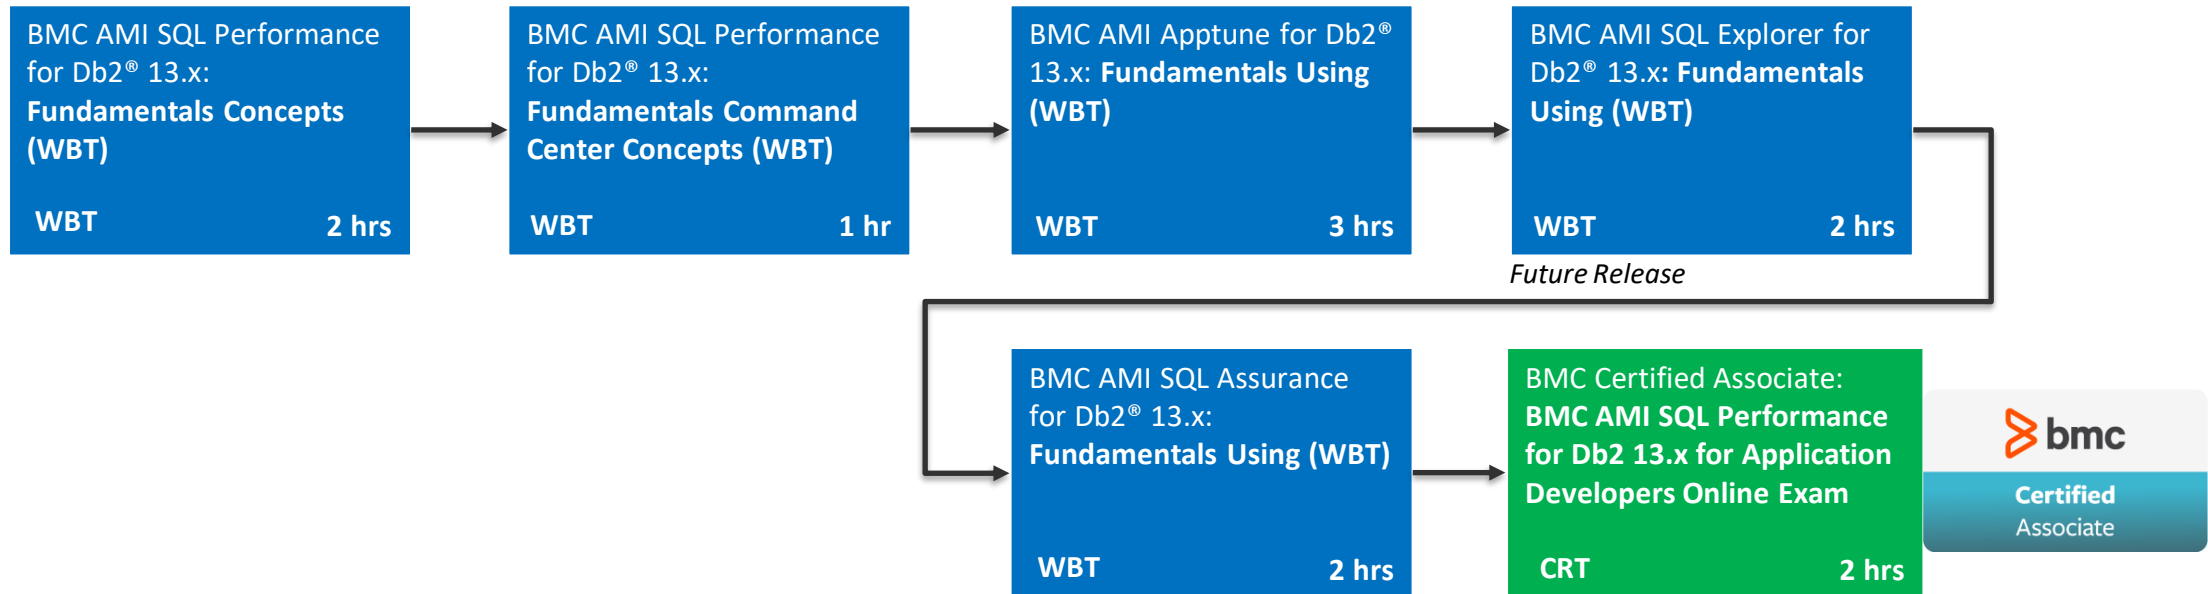 BMC AMI SQL Performance
for Db2® 13.x:
Fundamentals Concepts
(WBT)
WBT
2 hrs
BMC AMI SQL Performance
for Db2® 13.x:
Fundamentals Command
Center Concepts (WBT)
WBT
1 hr
BMC AMI Apptune for Db2®
13.x: Fundamentals Using
(WBT)
WBT
3 hrs
BMC AMI SQL Explorer for
Db2® 13.x: Fundamentals
Using (WBT)
WBT
2 hrs
Future Release
BMC AMI SQL Assurance
for Db2® 13.x:
Fundamentals Using (WBT)
WBT
2 hrs
BMC Certified Associate:
BMC AMI SQL Performance
for Db2 13.x for Application
Developers Online Exam
CRT
2 hrs
bmc
Certified
Associate